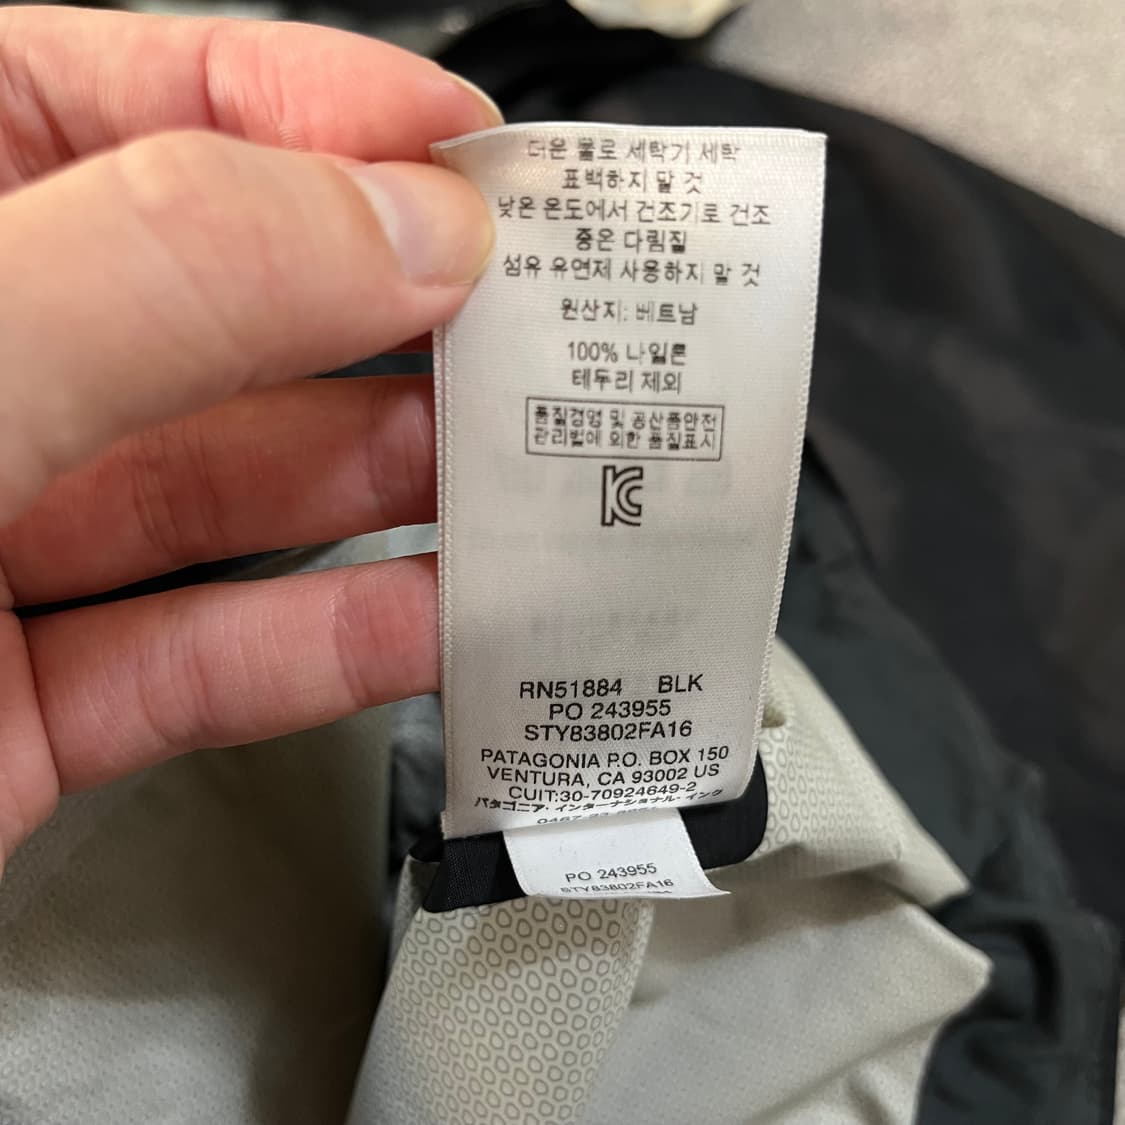 더운 물로 세탁기 세탁
표백하지 말 것
낮은 온도에서 건조기로 건조
중온 다림질
섬유 유연제 사용하지 말 것
원산지: 베트남
100% 나일론
테두리 제외
품질경영 및 공산품안전
관리법에 의한 품질표시
KC
RN51884 BLK
PO 243955
STY83802FA16
PATAGONIA P.O. BOX 150
VENTURA, CA 93002 US
CUIT:30-70924649-2
パタゴニア・インターナショナル・インク
PO 243955
STY83802FA16